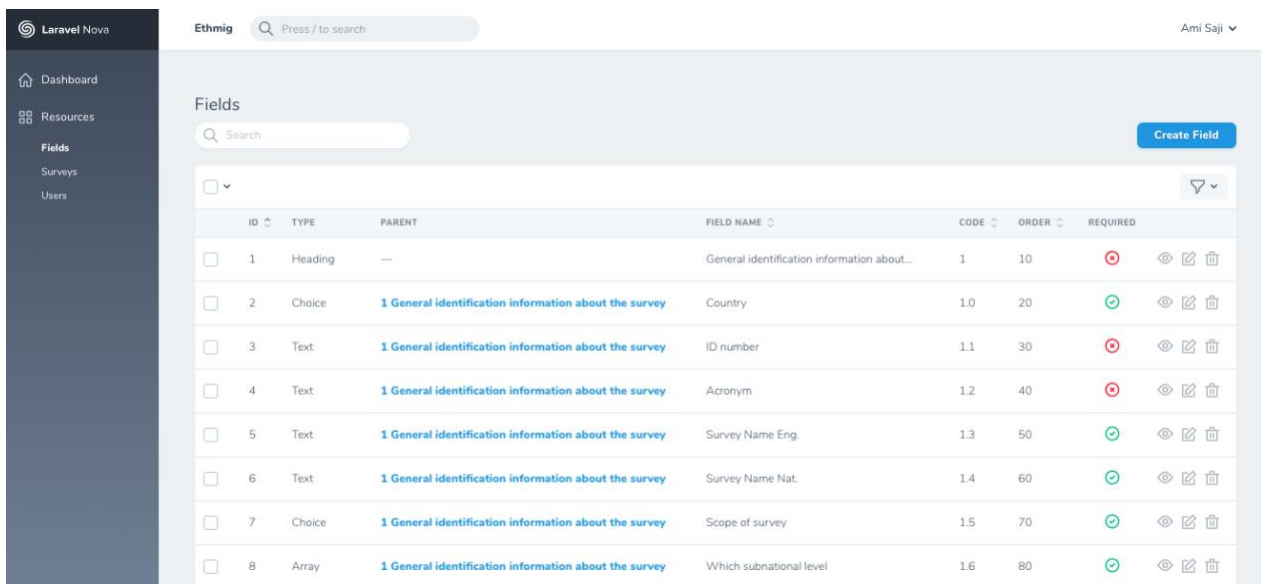 Laravel Nova
Ethmig
Press / to search
Ami Saji
Dashboard
Resources
Fields
Surveys
Users
Fields
Search
Create Field
ID TYPE PARENT FIELD NAME CODE ORDER REQUIRED
1 Heading — General identification information about... 1 10
2 Choice 1 General identification information about the survey Country 1.0 20
3 Text 1 General identification information about the survey ID number 1.1 30
4 Text 1 General identification information about the survey Acronym 1.2 40
5 Text 1 General identification information about the survey Survey Name Eng. 1.3 50
6 Text 1 General identification information about the survey Survey Name Nat. 1.4 60
7 Choice 1 General identification information about the survey Scope of survey 1.5 70
8 Array 1 General identification information about the survey Which subnational level 1.6 80